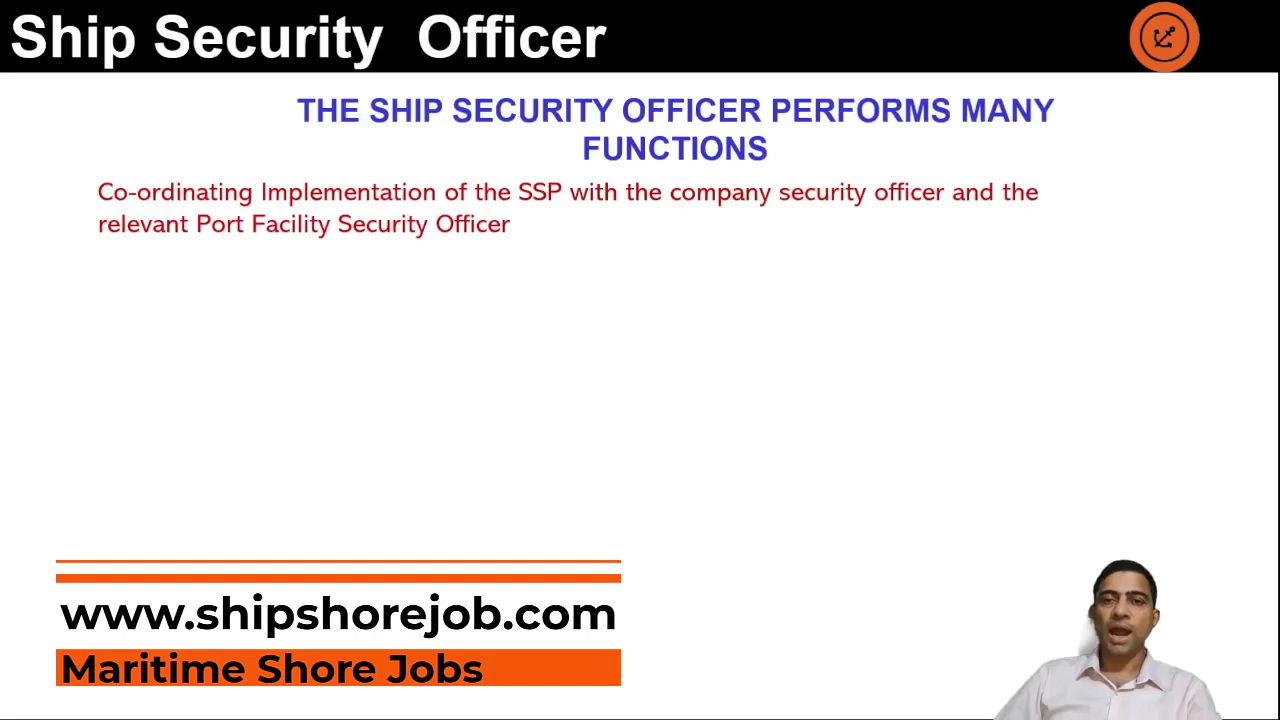 Ship Security Officer
THE SHIP SECURITY OFFICER PERFORMS MANY
FUNCTIONS
Co-ordinating Implementation of the SSP with the company security officer and the
relevant Port Facility Security Officer
www.shipshorejob.com
Maritime Shore Jobs